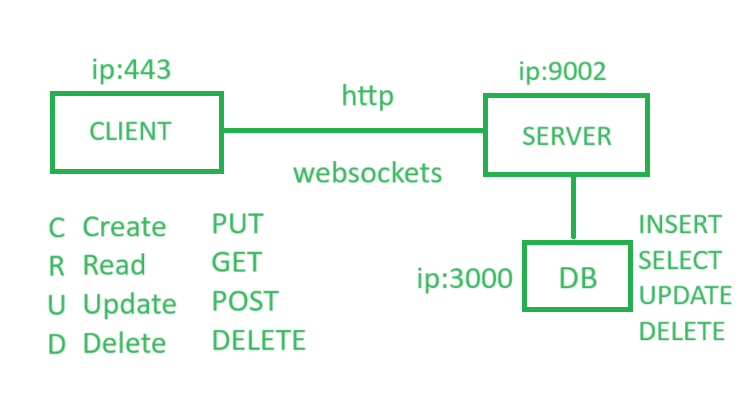 ip:443
CLIENT
http
websockets
ip:9002
SERVER
C Create PUT
R Read GET
U Update POST
D Delete DELETE
ip:3000
DB
INSERT
SELECT
UPDATE
DELETE